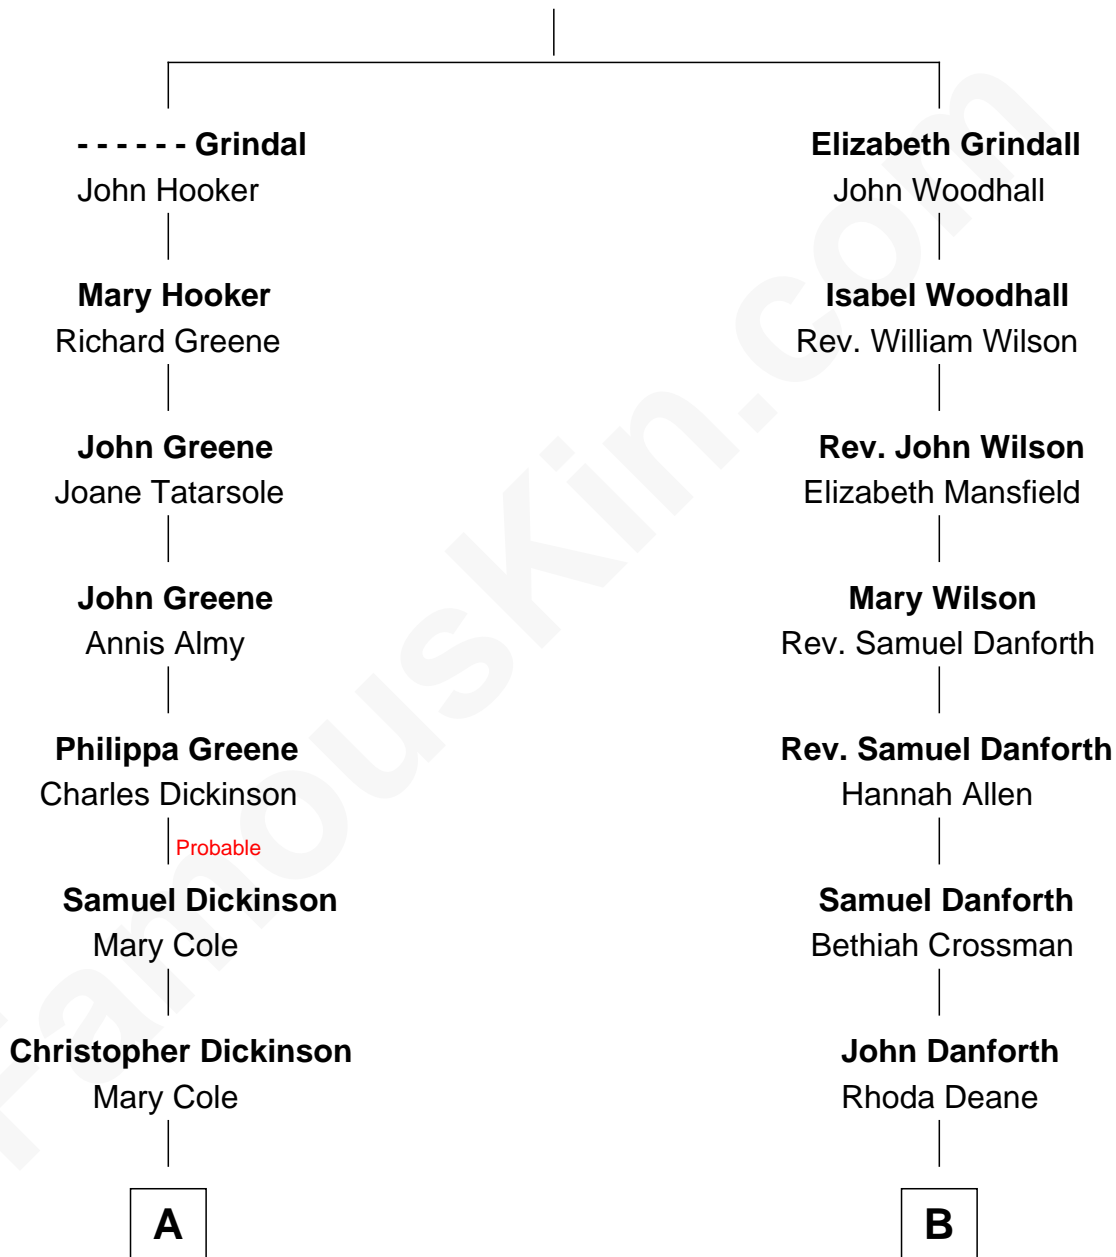 - - - - - - Grindal
John Hooker
Mary Hooker
Richard Greene
John Greene
Joane Tatarsole
John Greene
Annis Almy
Philippa Greene
Charles Dickinson
Probable
Samuel Dickinson
Mary Cole
Christopher Dickinson
Mary Cole
A
Elizabeth Grindall
John Woodhall
Isabel Woodhall
Rev. William Wilson
Rev. John Wilson
Elizabeth Mansfield
Mary Wilson
Rev. Samuel Danforth
Rev. Samuel Danforth
Hannah Allen
Samuel Danforth
Bethiah Crossman
John Danforth
Rhoda Deane
B
FamousKin.com